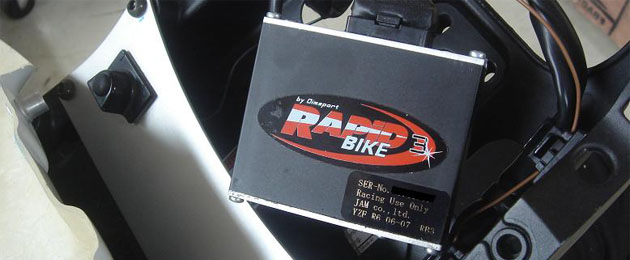 by Dimsport
RAPID
BIKE 3
SER-No.
Racing Use Only
JAM co.,ltd.
YZF R6 06-07 RB3